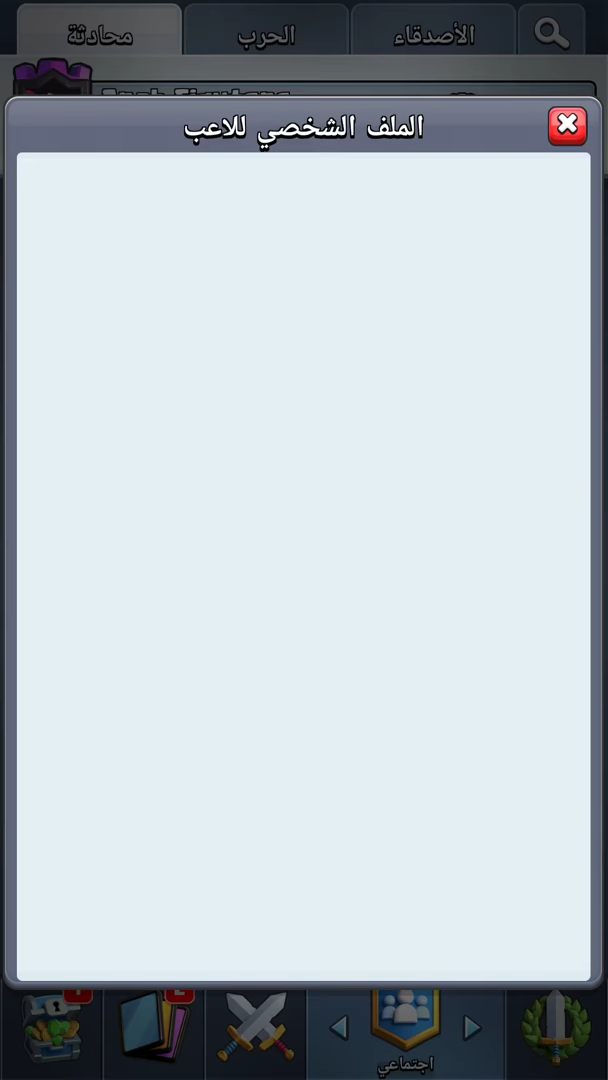 محادثة
الحرب
الأصدقاء
الملف الشخصي للاعب
اجتماعي